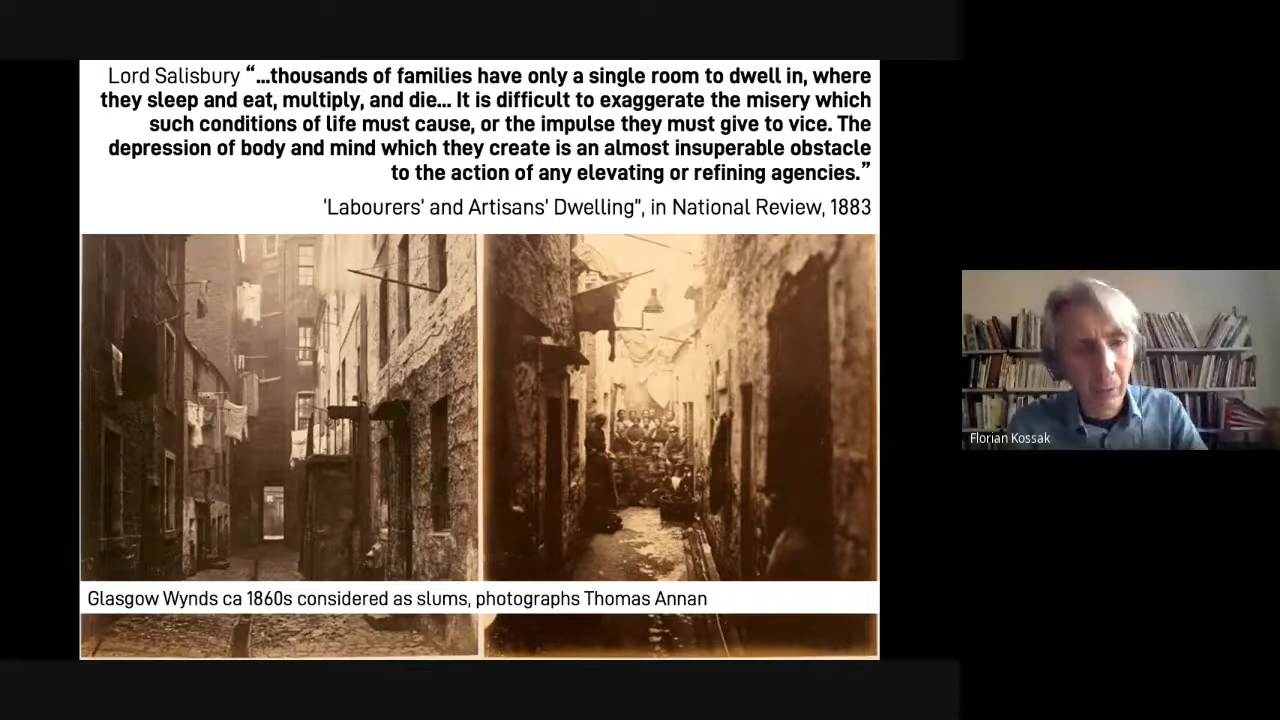 Lord Salisbury “...thousands of families have only a single room to dwell in, where
they sleep and eat, multiply, and die... It is difficult to exaggerate the misery which
such conditions of life must cause, or the impulse they must give to vice. The
depression of body and mind which they create is an almost insuperable obstacle
to the action of any elevating or refining agencies.”
‘Labourers’ and Artisans’ Dwelling”, in National Review, 1883
Glasgow Wynds ca 1860s considered as slums, photographs Thomas Annan
Florian Kossak